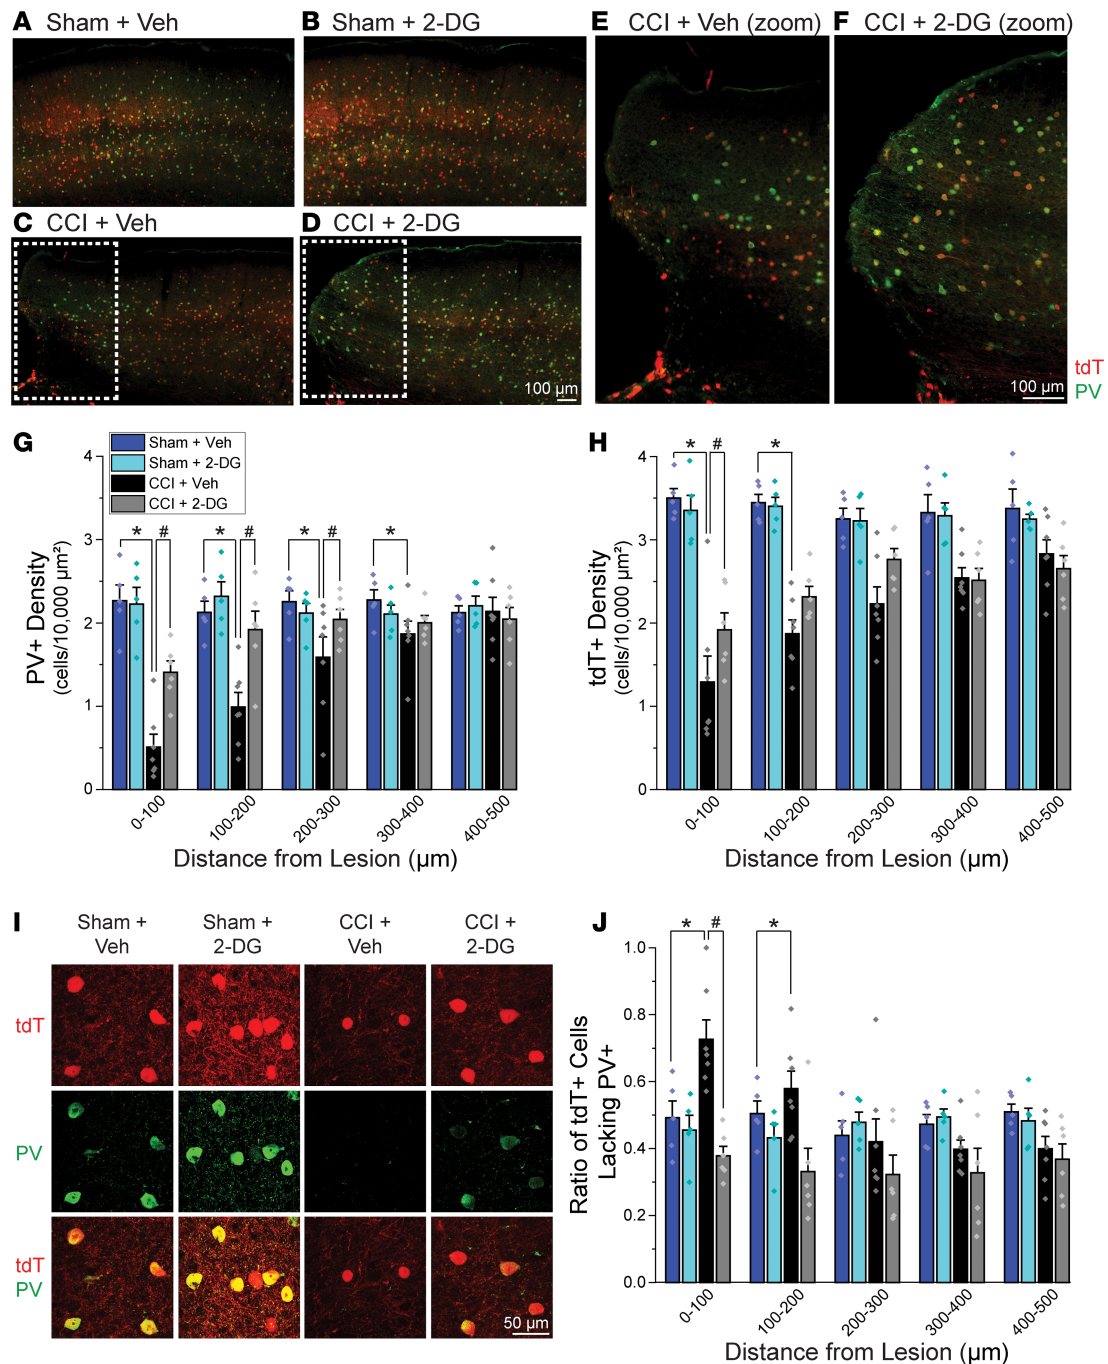 A Sham + Veh
B Sham + 2-DG
E CCI + Veh (zoom)
F CCI + 2-DG (zoom)
C CCI + Veh
D CCI + 2-DG
100 µm
100 µm
tdT
PV
G
Sham + Veh
Sham + 2-DG
CCI + Veh
CCI + 2-DG
PV+ Density
(cells/10,000 µm²)
4
3
2
1
0
* #
* #
* #
*
0-100
100-200
200-300
300-400
400-500
Distance from Lesion (µm)
H
tdT+ Density
(cells/10,000 µm²)
4
3
2
1
0
* #
*
0-100
100-200
200-300
300-400
400-500
Distance from Lesion (µm)
I
Sham +
Veh
Sham +
2-DG
CCI +
Veh
CCI +
2-DG
tdT
PV
tdT
PV
50 µm
J
Ratio of tdT+ Cells
Lacking PV+
1.0
0.8
0.6
0.4
0.2
0.0
* #
*
0-100
100-200
200-300
300-400
400-500
Distance from Lesion (µm)